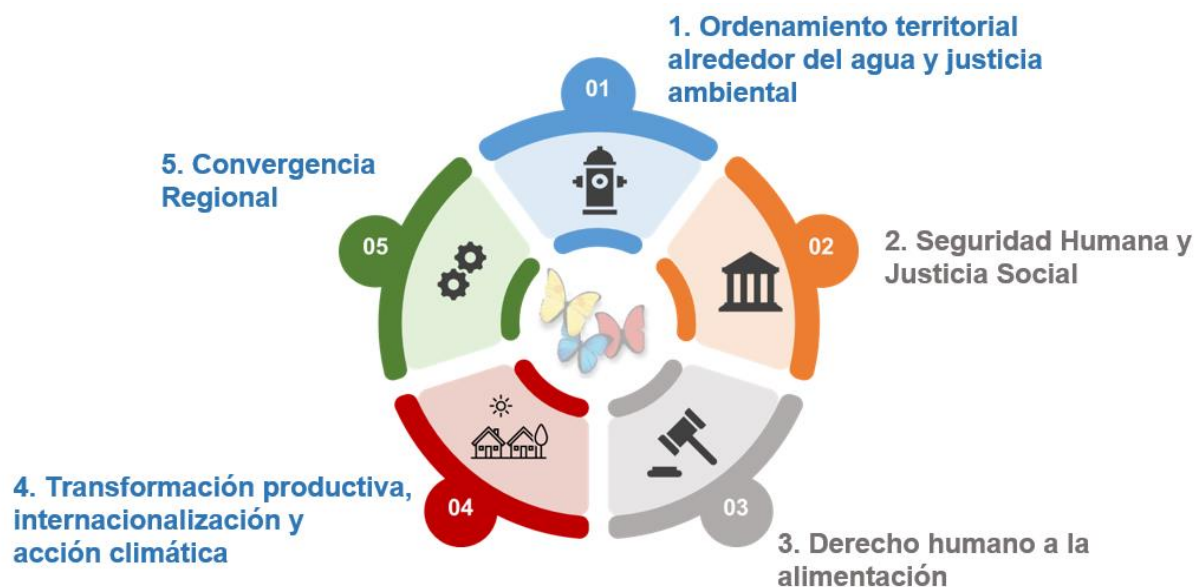 1. Ordenamiento territorial
alrededor del agua y justicia
ambiental
01
5. Convergencia
Regional
05
02
2. Seguridad Humana y
Justicia Social
4. Transformación productiva,
internacionalización y
acción climática
04
03
3. Derecho humano a la
alimentación